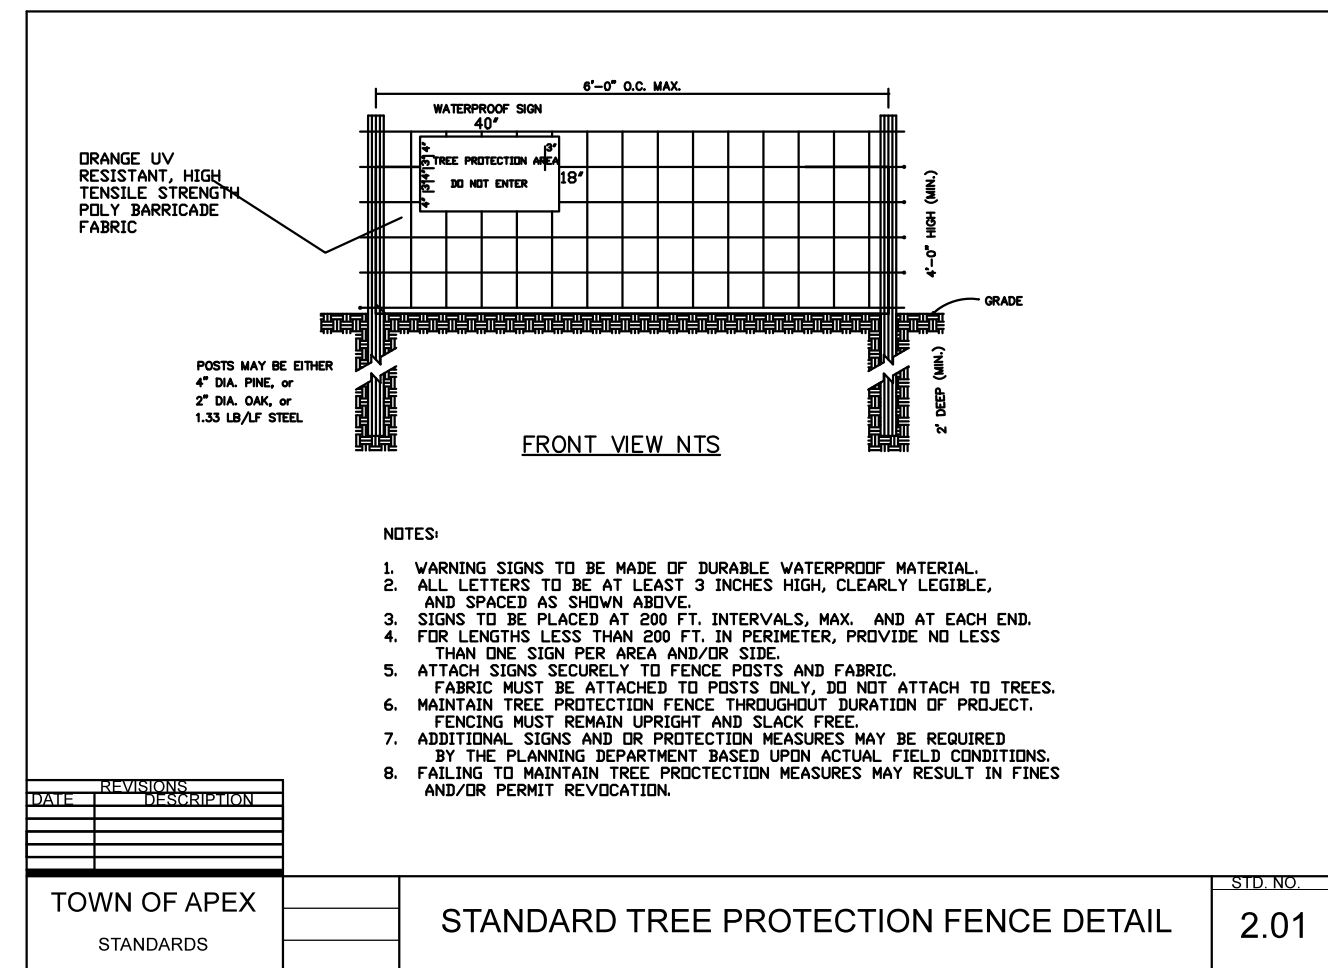 6'-0" O.C. MAX.
WATERPROOF SIGN
40"
ORANGE UV
RESISTANT, HIGH
TENSILE STRENGTH
POLY BARRICADE
FABRIC
4"
3"
4"
3"
4"
3"
TREE PROTECTION AREA
DO NOT ENTER
18"
4'-0" HIGH (MIN.)
GRADE
2' DEEP (MIN.)
POSTS MAY BE EITHER
4" DIA. PINE, or
2" DIA. OAK, or
1.33 LB/LF STEEL
FRONT VIEW NTS
NOTES:
1. WARNING SIGNS TO BE MADE OF DURABLE WATERPROOF MATERIAL.
2. ALL LETTERS TO BE AT LEAST 3 INCHES HIGH, CLEARLY LEGIBLE,
AND SPACED AS SHOWN ABOVE.
3. SIGNS TO BE PLACED AT 200 FT. INTERVALS, MAX. AND AT EACH END.
4. FOR LENGTHS LESS THAN 200 FT. IN PERIMETER, PROVIDE NO LESS
THAN ONE SIGN PER AREA AND/OR SIDE.
5. ATTACH SIGNS SECURELY TO FENCE POSTS AND FABRIC.
FABRIC MUST BE ATTACHED TO POSTS ONLY, DO NOT ATTACH TO TREES.
6. MAINTAIN TREE PROTECTION FENCE THROUGHOUT DURATION OF PROJECT.
FENCING MUST REMAIN UPRIGHT AND SLACK FREE.
7. ADDITIONAL SIGNS AND OR PROTECTION MEASURES MAY BE REQUIRED
BY THE PLANNING DEPARTMENT BASED UPON ACTUAL FIELD CONDITIONS.
8. FAILING TO MAINTAIN TREE PROCTECTION MEASURES MAY RESULT IN FINES
AND/OR PERMIT REVOCATION.
REVISIONS
DATE DESCRIPTION
TOWN OF APEX
STANDARDS
STANDARD TREE PROTECTION FENCE DETAIL
STD. NO.
2.01